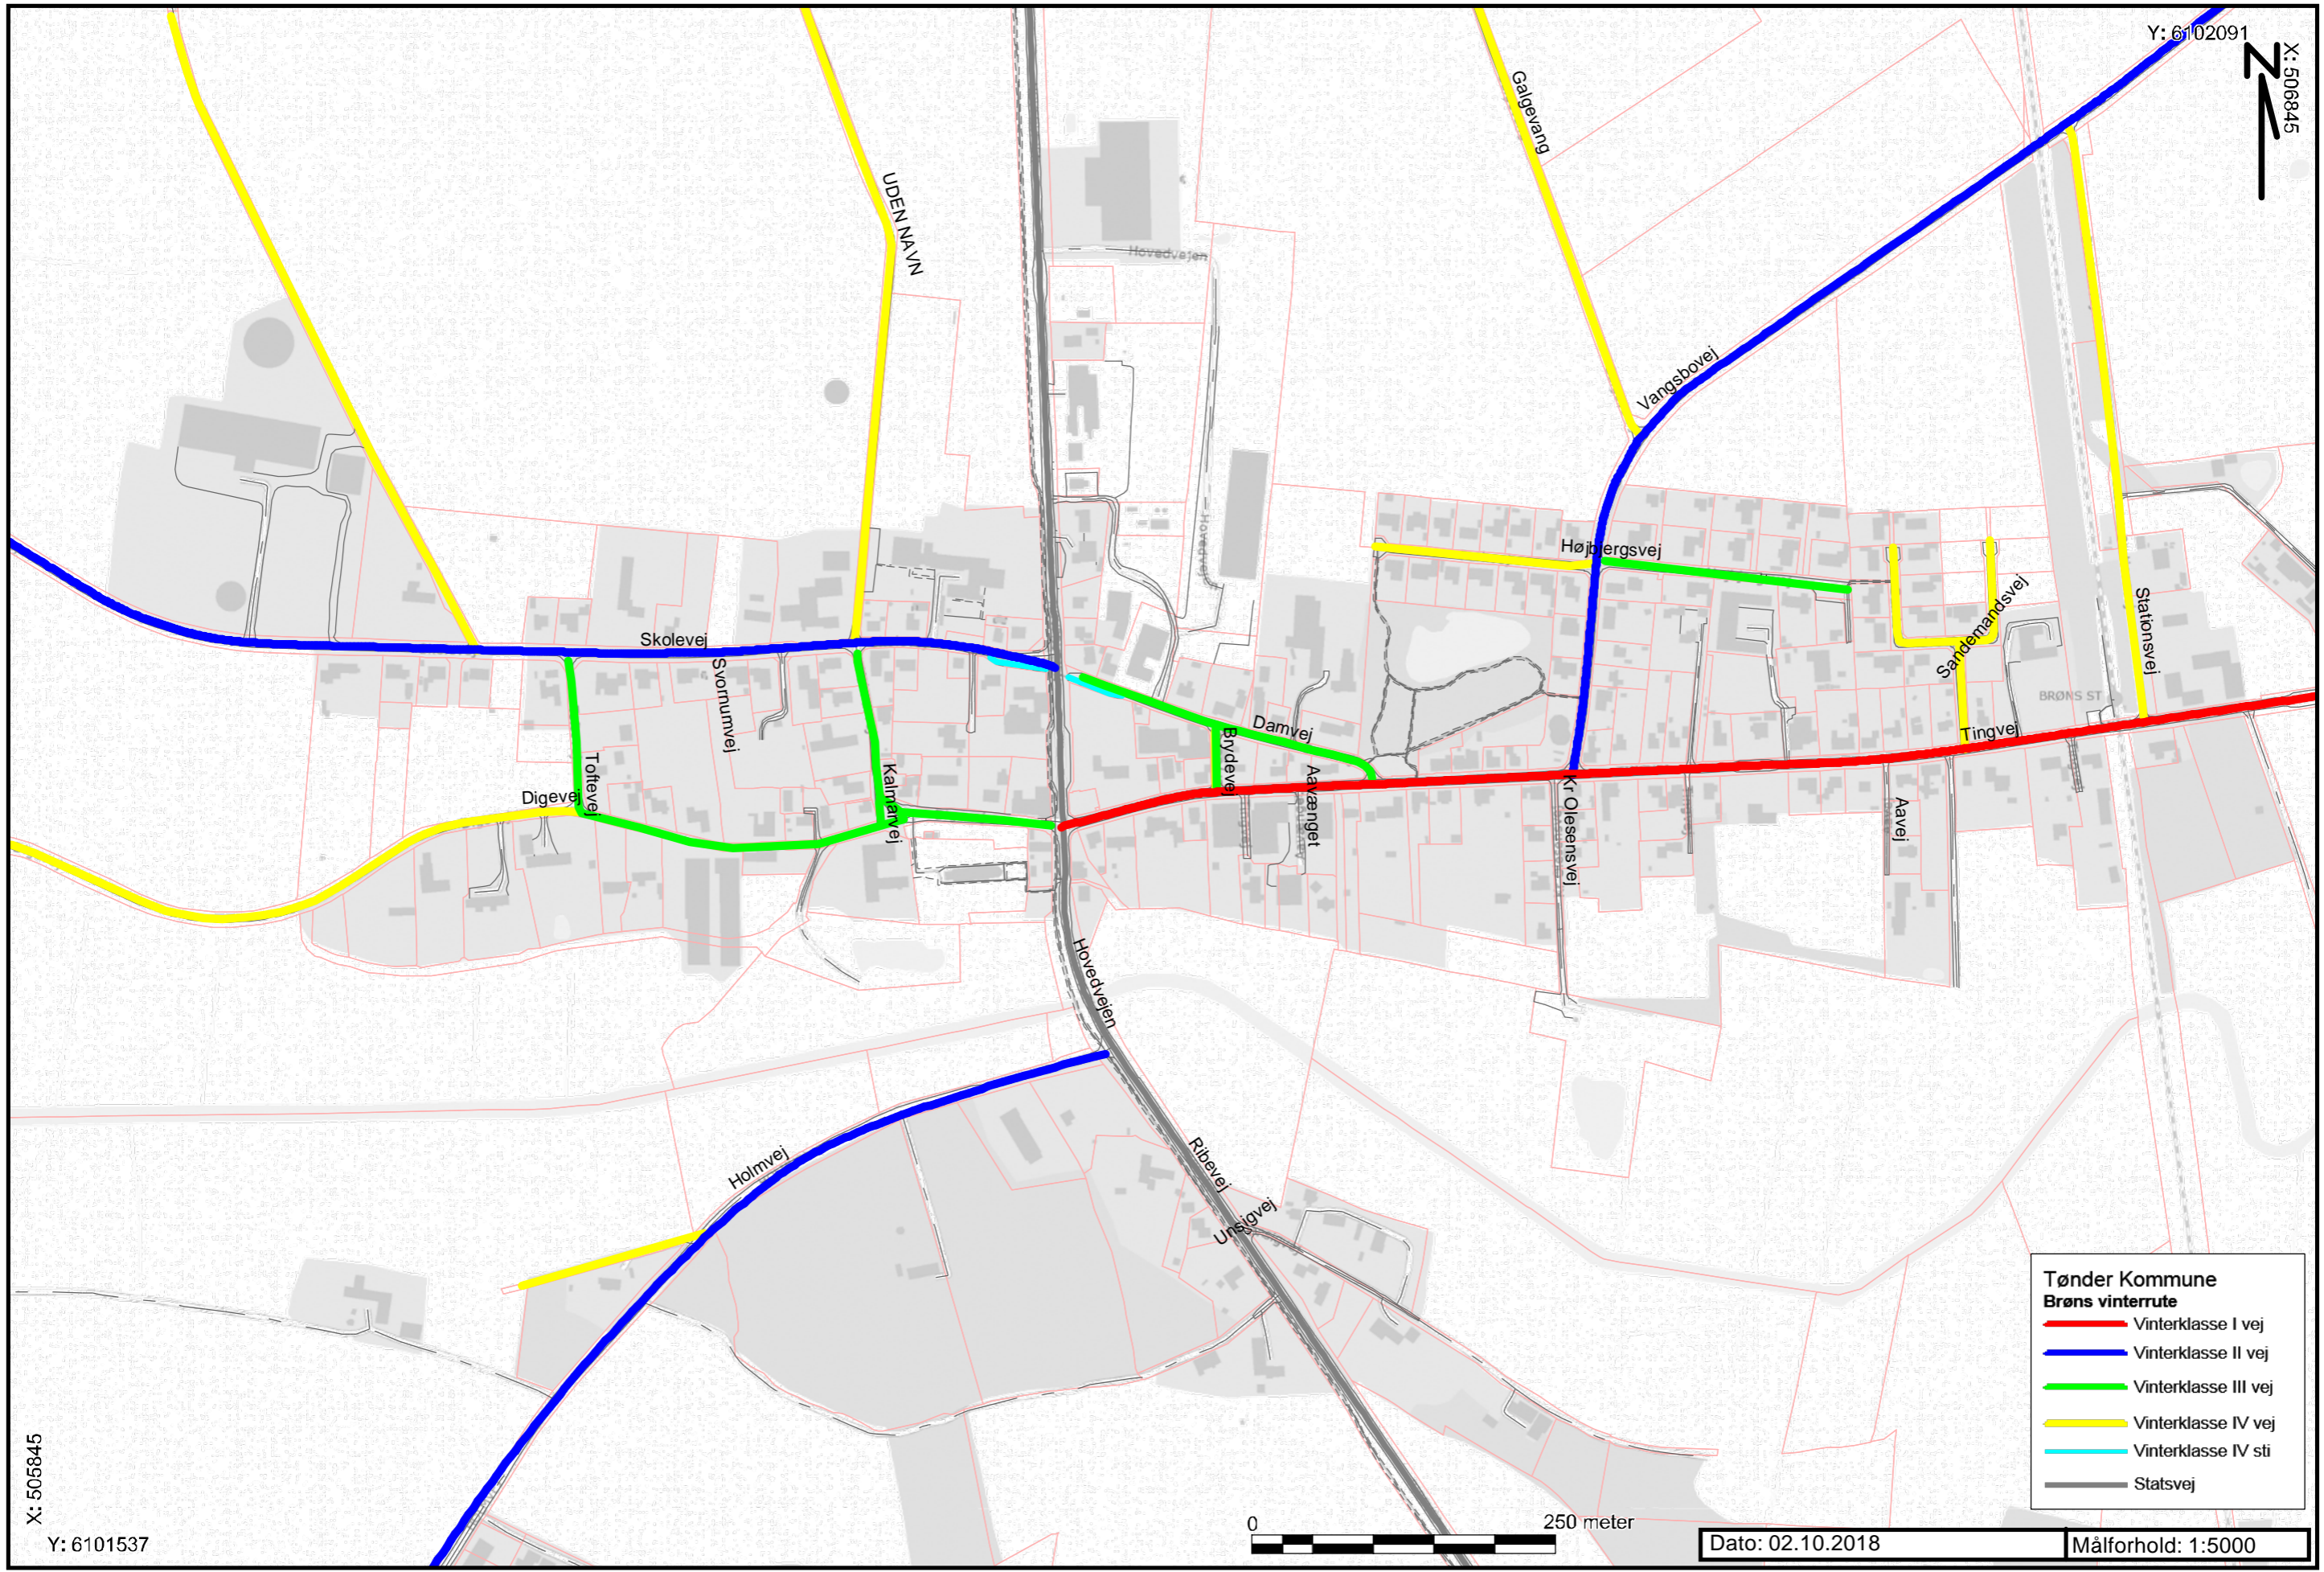 Y: 6102091
X: 506845
N
Galgevang
UDEN NAVN
Hovedvejen
Vangsbovej
Hovedvejen
Højbjergsvej
Sandemandsvej
Stationsvej
Skolevej
Svornumvej
BRØNS ST
Damvej
Brydevej
Tingvej
Toftevej
Digevej
Kalmarvej
Aavænget
Kr Olesensvej
Aavej
Hovedvejen
Holmvej
Ribevej
Unsigvej
Tønder Kommune
Brøns vinterrute
Vinterklasse I vej
Vinterklasse II vej
Vinterklasse III vej
Vinterklasse IV vej
Vinterklasse IV sti
Statsvej
X: 505845
Y: 6101537
0
250 meter
Dato: 02.10.2018
Målforhold: 1:5000